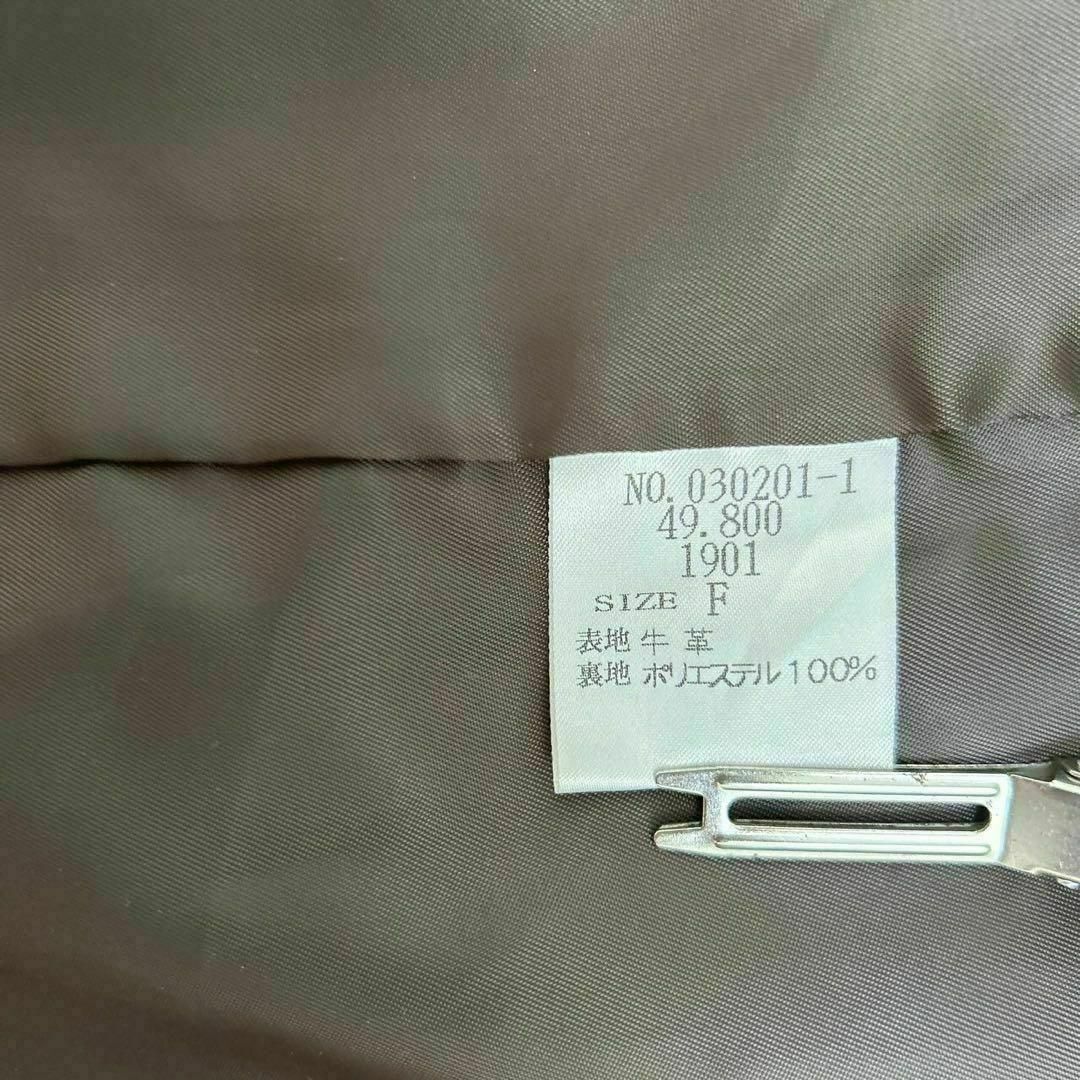 NO.030201-1
49.800
1901
SIZE F
表地 牛 革
裏地 ポリエステル100%